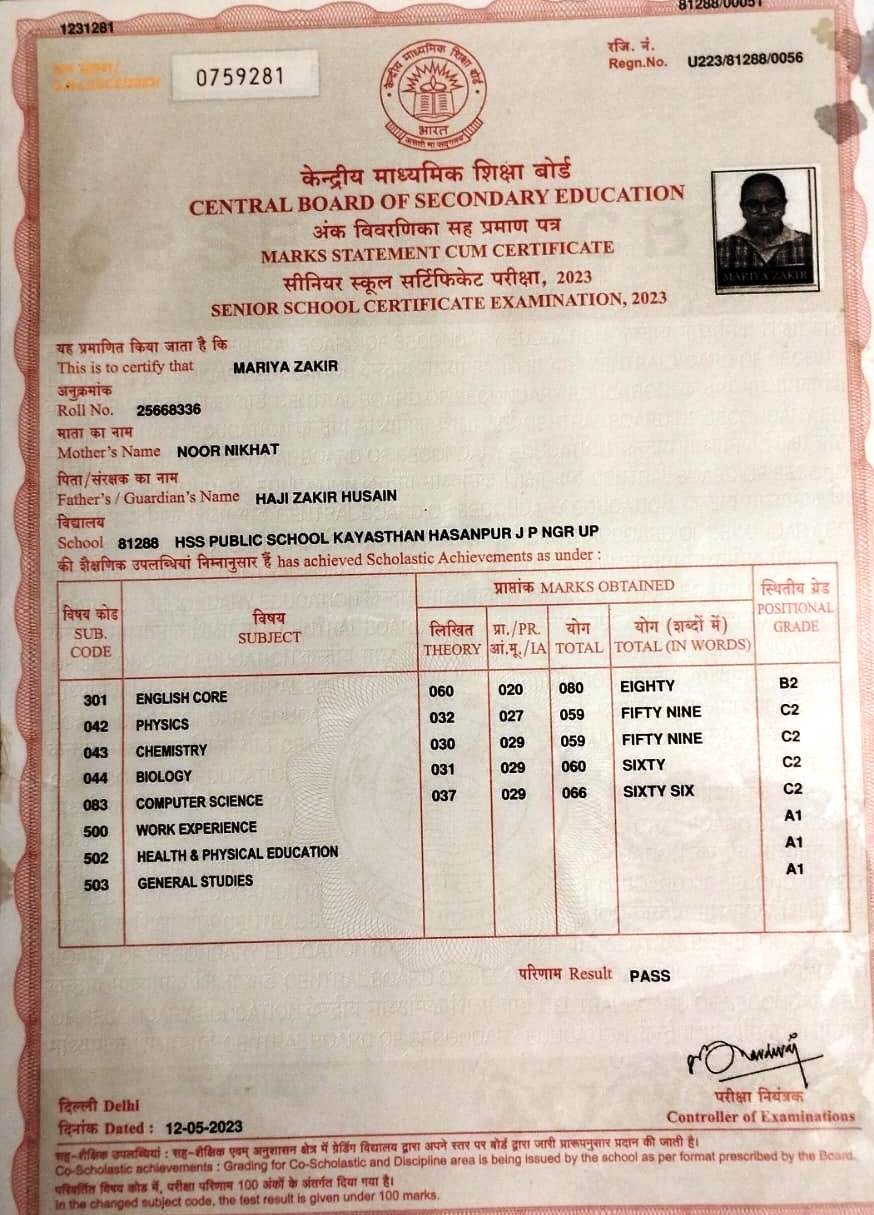 1231281
81288/00051
0759281
रजि. नं.
Regn.No. U223/81288/0056
केन्द्रीय माध्यमिक शिक्षा बोर्ड
भारत
केन्द्रीय माध्यमिक शिक्षा बोर्ड
CENTRAL BOARD OF SECONDARY EDUCATION
अंक विवरणिका सह प्रमाण पत्र
MARKS STATEMENT CUM CERTIFICATE
सीनियर स्कूल सर्टिफिकेट परीक्षा, 2023
SENIOR SCHOOL CERTIFICATE EXAMINATION, 2023
MARIYA ZAKIR
यह प्रमाणित किया जाता है कि
This is to certify that MARIYA ZAKIR
अनुक्रमांक
Roll No. 25668336
माता का नाम
Mother's Name NOOR NIKHAT
पिता/संरक्षक का नाम
Father's / Guardian's Name HAJI ZAKIR HUSAIN
विद्यालय
School 81288 HSS PUBLIC SCHOOL KAYASTHAN HASANPUR J P NGR UP
की शैक्षणिक उपलब्धियां निम्नानुसार हैं has achieved Scholastic Achievements as under :
विषय कोड SUB. CODE
विषय SUBJECT
प्राप्तांक MARKS OBTAINED
स्थितीय ग्रेड POSITIONAL GRADE
लिखित THEORY
प्रा./PR. आं.मू./IA
योग TOTAL
योग (शब्दों में) TOTAL (IN WORDS)
301 ENGLISH CORE 060 020 080 EIGHTY B2
042 PHYSICS 032 027 059 FIFTY NINE C2
043 CHEMISTRY 030 029 059 FIFTY NINE C2
044 BIOLOGY 031 029 060 SIXTY C2
083 COMPUTER SCIENCE 037 029 066 SIXTY SIX C2
500 WORK EXPERIENCE A1
502 HEALTH & PHYSICAL EDUCATION A1
503 GENERAL STUDIES A1
परिणाम Result PASS
परीक्षा नियंत्रक
Controller of Examinations
दिल्ली Delhi
दिनांक Dated : 12-05-2023
सह-शैक्षिक उपलब्धियां : सह-शैक्षिक एवम् अनुशासन क्षेत्र में ग्रेडिंग विद्यालय द्वारा अपने स्तर पर बोर्ड द्वारा जारी प्रारूपनुसार प्रदान की जाती है।
Co-Scholastic achievements : Grading for Co-Scholastic and Discipline area is being issued by the school as per format prescribed by the Board.
परिवर्तित विषय कोड में, परीक्षा परिणाम 100 अंकों के अंतर्गत दिया गया है।
In the changed subject code, the test result is given under 100 marks.